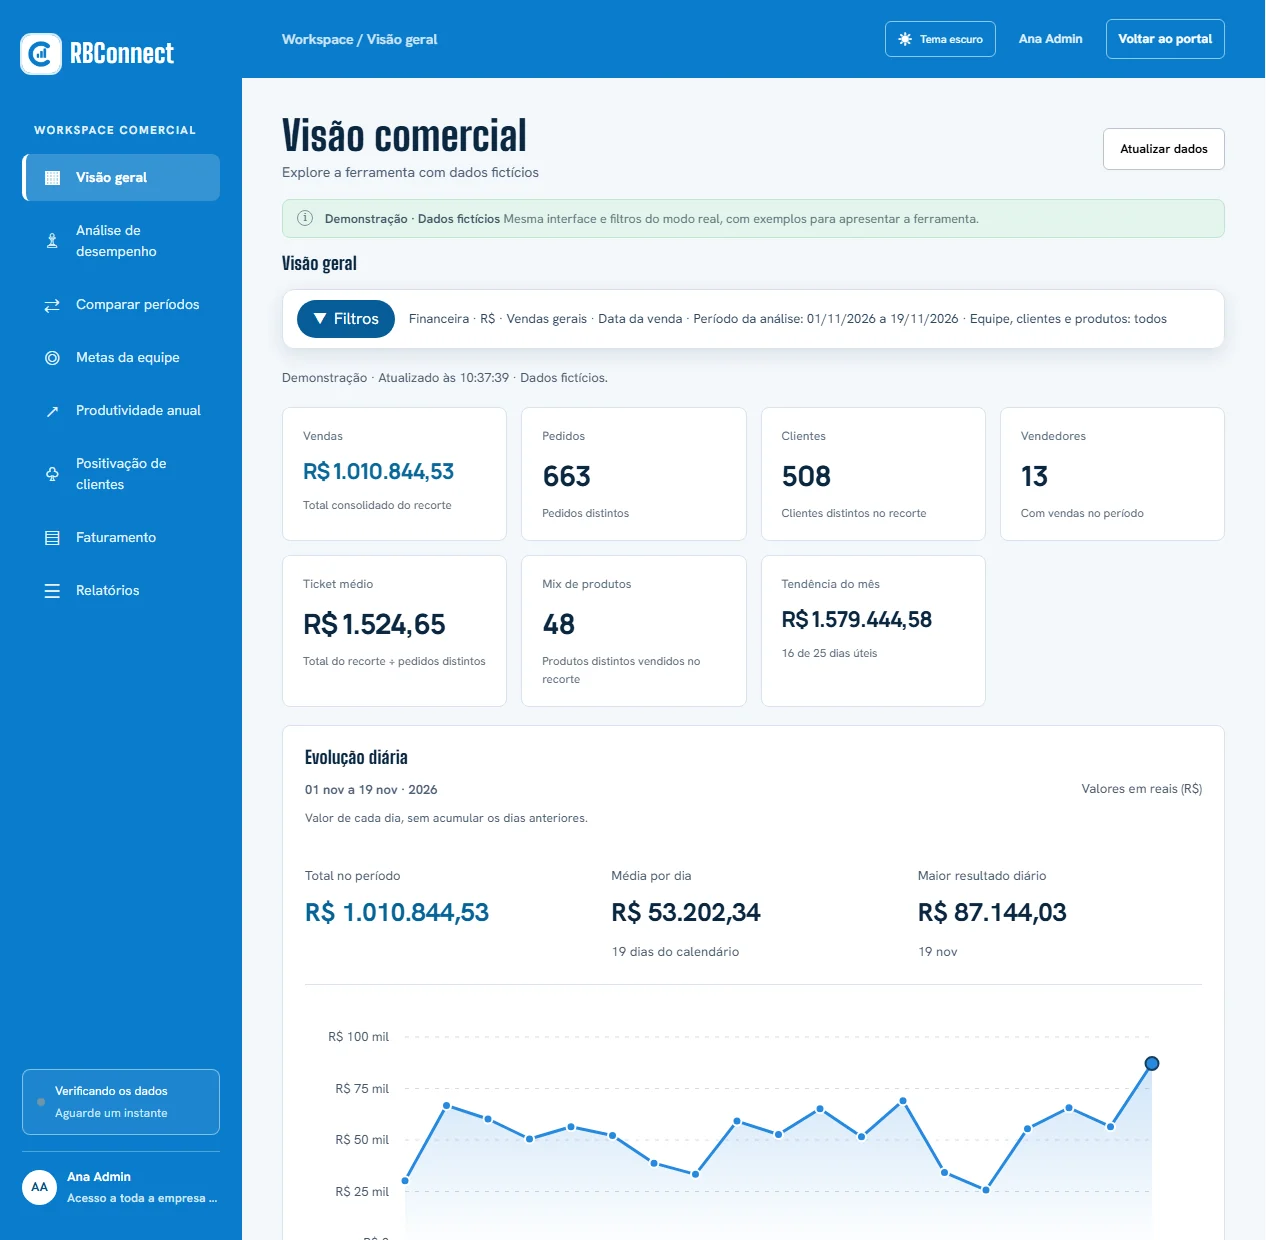 RBConnect
Workspace / Visão geral
Tema escuro
Ana Admin
Voltar ao portal
WORKSPACE COMERCIAL
Visão geral
Análise de
desempenho
Comparar períodos
Metas da equipe
Produtividade anual
Positivação de
clientes
Faturamento
Relatórios
Verificando os dados
Aguarde um instante
AA
Ana Admin
Acesso a toda a empresa ...
Visão comercial
Explore a ferramenta com dados fictícios
Atualizar dados
Demonstração · Dados fictícios Mesma interface e filtros do modo real, com exemplos para apresentar a ferramenta.
Visão geral
▼ Filtros
Financeira · R$ · Vendas gerais · Data da venda · Período da análise: 01/11/2026 a 19/11/2026 · Equipe, clientes e produtos: todos
Demonstração · Atualizado às 10:37:39 · Dados fictícios.
Vendas
R$ 1.010.844,53
Total consolidado do recorte
Pedidos
663
Pedidos distintos
Clientes
508
Clientes distintos no recorte
Vendedores
13
Com vendas no período
Ticket médio
R$ 1.524,65
Total do recorte ÷ pedidos distintos
Mix de produtos
48
Produtos distintos vendidos no
recorte
Tendência do mês
R$ 1.579.444,58
16 de 25 dias úteis
Evolução diária
01 nov a 19 nov · 2026
Valores em reais (R$)
Valor de cada dia, sem acumular os dias anteriores.
Total no período
R$ 1.010.844,53
Média por dia
R$ 53.202,34
19 dias do calendário
Maior resultado diário
R$ 87.144,03
19 nov
R$ 100 mil
R$ 75 mil
R$ 50 mil
R$ 25 mil